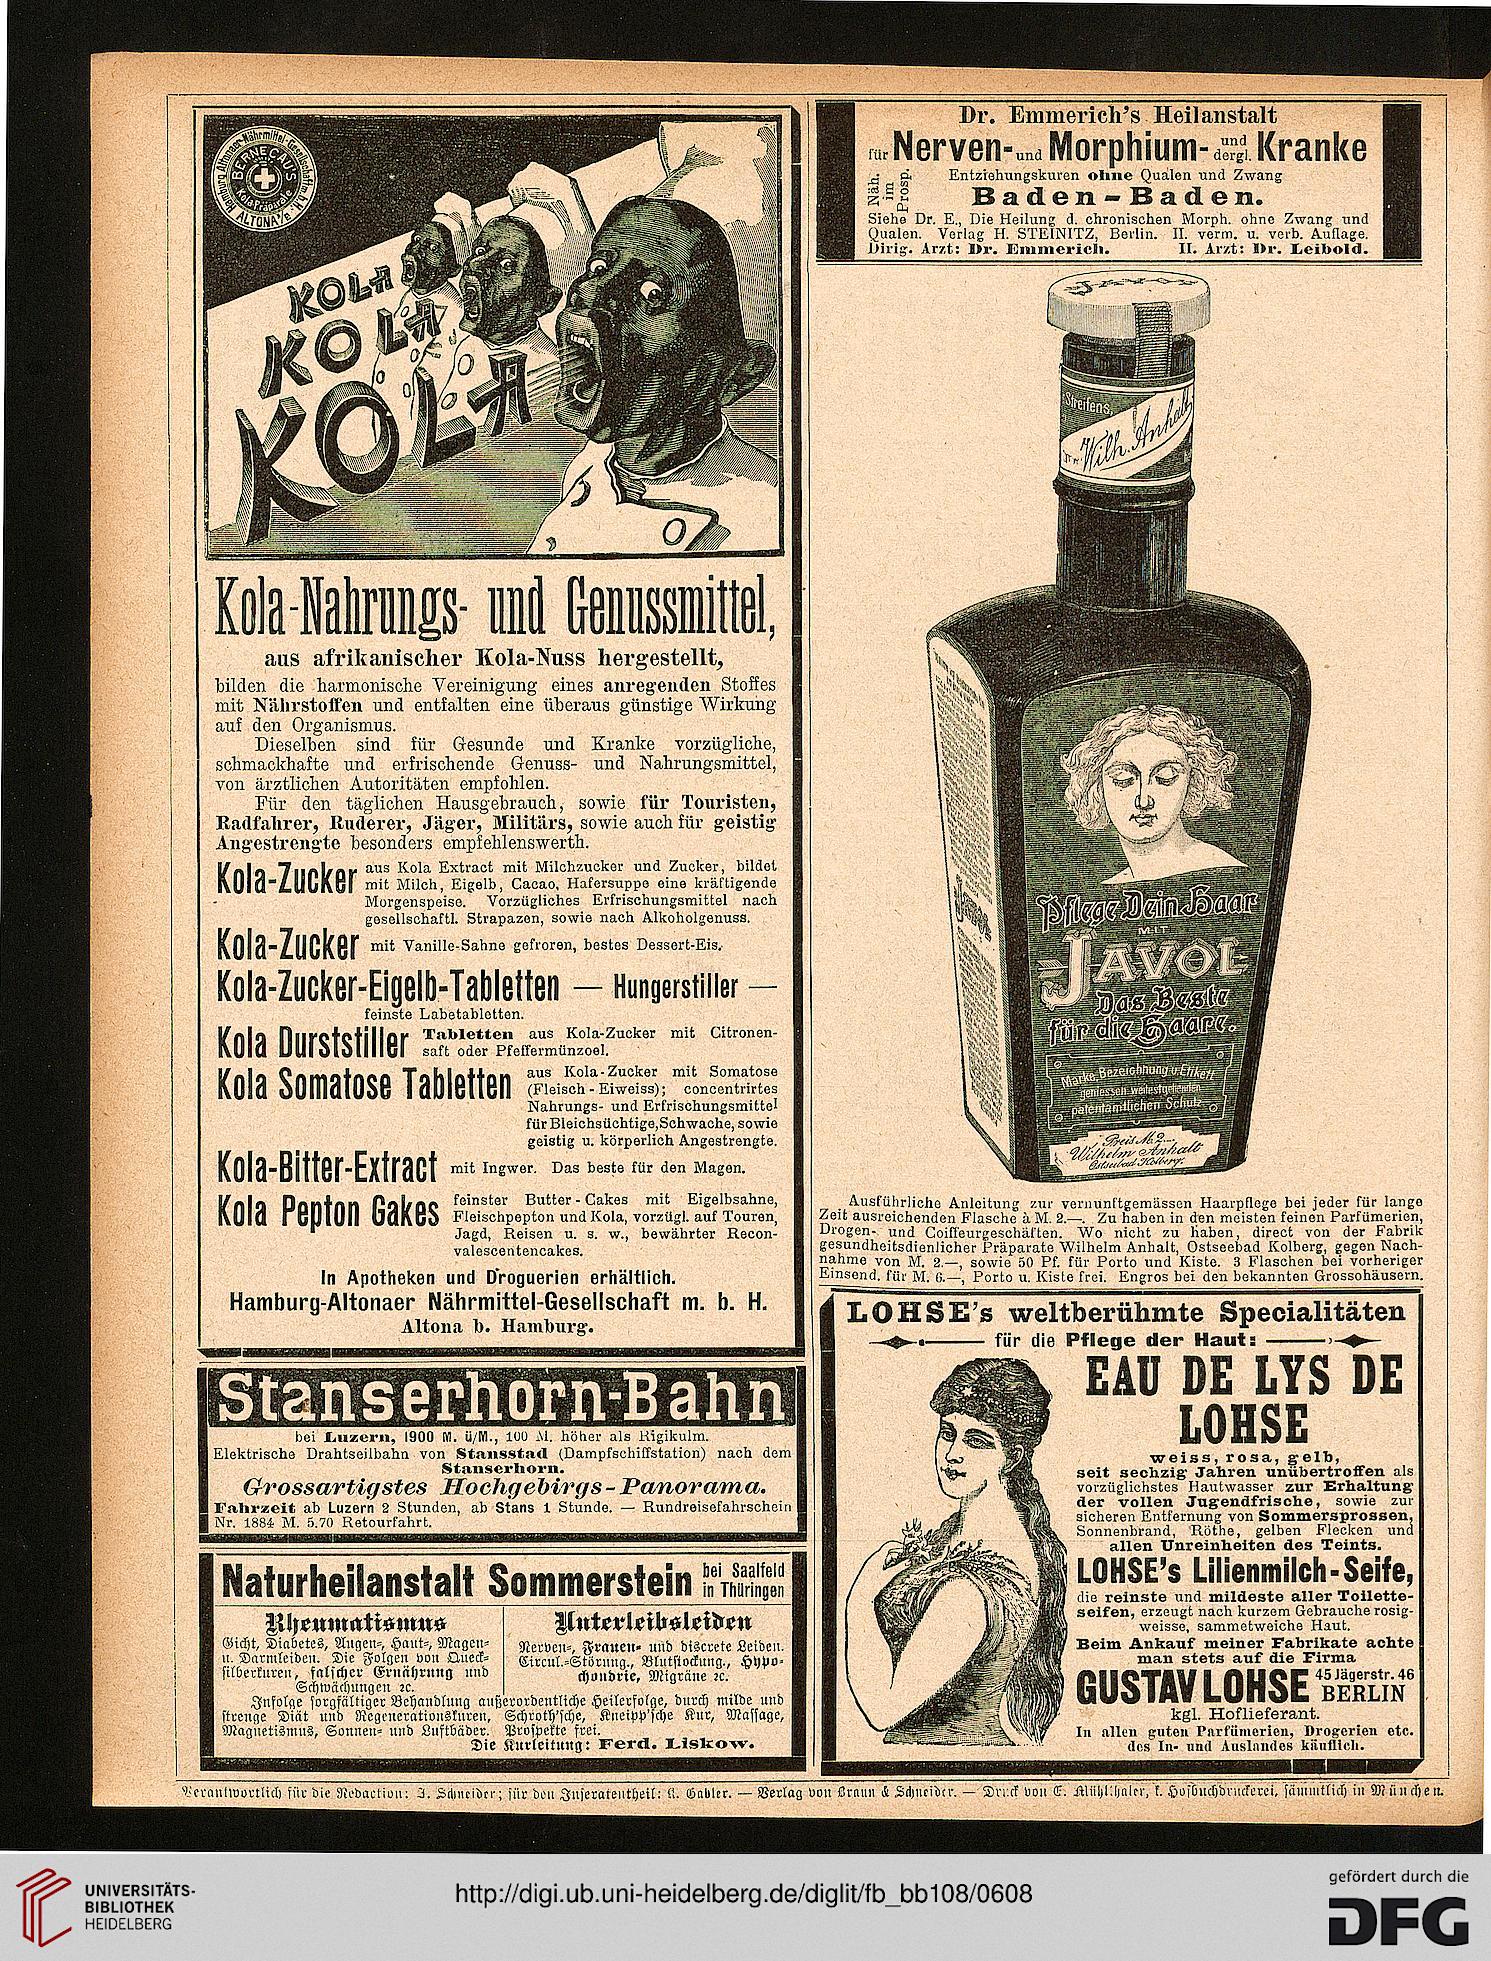 Hamburg-Altonaer-Nährmittel-Gesellschaft m.b.H.
BERNECAUS
Kola-Präparate
ALTONA/E
KOLA
KOLA
KOLA
Kola-Nahrungs- und Genussmittel,
aus afrikanischer Kola-Nuss hergestellt,
bilden die harmonische Vereinigung eines anregenden Stoffes
mit Nährstoffen und entfalten eine überaus günstige Wirkung
auf den Organismus.
Dieselben sind für Gesunde und Kranke vorzügliche,
schmackhafte und erfrischende Genuss- und Nahrungsmittel,
von ärztlichen Autoritäten empfohlen.
Für den täglichen Hausgebrauch, sowie für Touristen,
Radfahrer, Ruderer, Jäger, Militärs, sowie auch für geistig
Angestrengte besonders empfehlenswerth.
Kola-Zucker aus Kola Extract mit Milchzucker und Zucker, bildet
mit Milch, Eigelb, Cacao, Hafersuppe eine kräftigende
Morgenspeise. Vorzügliches Erfrischungsmittel nach
gesellschaftl. Strapazen, sowie nach Alkoholgenuss.
Kola-Zucker mit Vanille-Sahne gefroren, bestes Dessert-Eis.
Kola-Zucker-Eigelb-Tabletten — Hungerstiller —
feinste Labetabletten.
Kola Durststiller Tabletten aus Kola-Zucker mit Citronen-
saft oder Pfeffermünzoel.
Kola Somatose Tabletten aus Kola-Zucker mit Somatose
(Fleisch-Eiweiss); concentrirtes
Nahrungs- und Erfrischungsmittel
für Bleichsüchtige, Schwache, sowie
geistig u. körperlich Angestrengte.
Kola-Bitter-Extract mit Ingwer. Das beste für den Magen.
Kola Pepton Cakes feinster Butter-Cakes mit Eigelbsahne,
Fleischpepton und Kola, vorzügl. auf Touren,
Jagd, Reisen u. s. w., bewährter Recon-
valescentencakes.
In Apotheken und Droguerien erhältlich.
Hamburg-Altonaer Nährmittel-Gesellschaft m. b. H.
Altona b. Hamburg.
Stanserhorn-Bahn
bei Luzern, 1900 M. ü/M., 100 M. höher als Rigikulm.
Elektrische Drahtseilbahn von Stansstad (Dampfschiffstation) nach dem
Stanserhorn.
Grossartigstes Hochgebirgs-Panorama.
Fahrzeit ab Luzern 2 Stunden, ab Stans 1 Stunde. — Rundreisefahrschein
Nr. 1884 M. 5.70 Retourfahrt.
Naturheilanstalt Sommerstein bei Saalfeld
in Thüringen
Rheumatismus
Gicht, Diabetes, Augen-, Haut-, Magen-
u. Darmleiden. Die Folgen von Queck-
silberkuren, falscher Ernährung und
Schwächungen ꝛc.
Unterleibsleiden
Nerven-, Frauen- und discrete Leiden.
Circul.-Störung., Blutstockung., Hypo-
chondrie, Migräne ꝛc.
Infolge sorgfältiger Behandlung außerordentliche Heilerfolge, durch milde und
strenge Diät und Regenerationskuren, Schroth'sche, Kneipp'sche Kur, Massage,
Magnetismus, Sonnen- und Luftbäder. Prospekte frei.
Die Kurleitung: Ferd. Liskow.
Dr. Emmerich's Heilanstalt
für Nerven- und Morphium- und dergl. Kranke
Näh. im Prosp.
Entziehungskuren ohne Qualen und Zwang
Baden-Baden.
Siehe Dr. E., Die Heilung d. chronischen Morph. ohne Zwang und
Qualen. Verlag H. STEINITZ, Berlin. II. verm. u. verb. Auflage.
Dirig. Arzt: Dr. Emmerich. II. Arzt: Dr. Leibold.
JAVOL
Streifens
Wilh. Anhalt
Pflege Dein Haar
MIT
JAVOL
Das Beste
für die Haare.
Marke, Bezeichnung u. Etikett
geniessen weitestgehenden
patentamtlichen Schutz
Preis M. 2.—
Wilhelm Anhalt
Ostseebad Kolberg.
Ausführliche Anleitung zur vernunftgemässen Haarpflege bei jeder für lange
Zeit ausreichenden Flasche à M. 2.—. Zu haben in den meisten feinen Parfümerien,
Drogen- und Coiffeurgeschäften. Wo nicht zu haben, direct von der Fabrik
gesundheitsdienlicher Präparate Wilhelm Anhalt, Ostseebad Kolberg, gegen Nach-
nahme von M. 2.—, sowie 50 Pf. für Porto und Kiste. 3 Flaschen bei vorheriger
Einsend. für M. 6.—, Porto u. Kiste frei. Engros bei den bekannten Grossohäusern.
LOHSE's weltberühmte Specialitäten
für die Pflege der Haut:
EAU DE LYS DE
LOHSE
weiss, rosa, gelb,
seit sechzig Jahren unübertroffen als
vorzüglichstes Hautwasser zur Erhaltung
der vollen Jugendfrische, sowie zur
sicheren Entfernung von Sommersprossen,
Sonnenbrand, Röthe, gelben Flecken und
allen Unreinheiten des Teints.
LOHSE's Lilienmilch-Seife,
die reinste und mildeste aller Toilette-
seifen, erzeugt nach kurzem Gebrauche rosig-
weisse, sammetweiche Haut.
Beim Ankauf meiner Fabrikate achte
man stets auf die Firma
GUSTAV LOHSE 45 Jägerstr. 46
BERLIN
kgl. Hoflieferant.
In allen guten Parfümerien, Drogerien etc.
des In- und Auslandes käuflich.
Verantwortlich für die Redaction: J. Schneider; für den Inseratentheil: K. Gabler. — Verlag von Braun & Schneider. — Druck von E. Mühlthaler, k. Hofbuchdruckerei, sämmtlich in München.
UNIVERSITÄTS-
BIBLIOTHEK
HEIDELBERG
http://digi.ub.uni-heidelberg.de/diglit/fb_bb108/0608
gefördert durch die
DFG